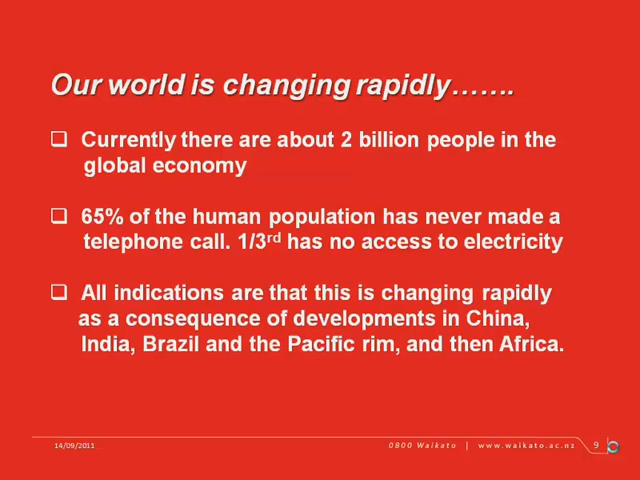 Our world is changing rapidly…….
❑ Currently there are about 2 billion people in the
global economy
❑ 65% of the human population has never made a
telephone call. 1/3rd has no access to electricity
❑ All indications are that this is changing rapidly
as a consequence of developments in China,
India, Brazil and the Pacific rim, and then Africa.
14/09/2011
0800 Waikato | www.waikato.ac.nz 9